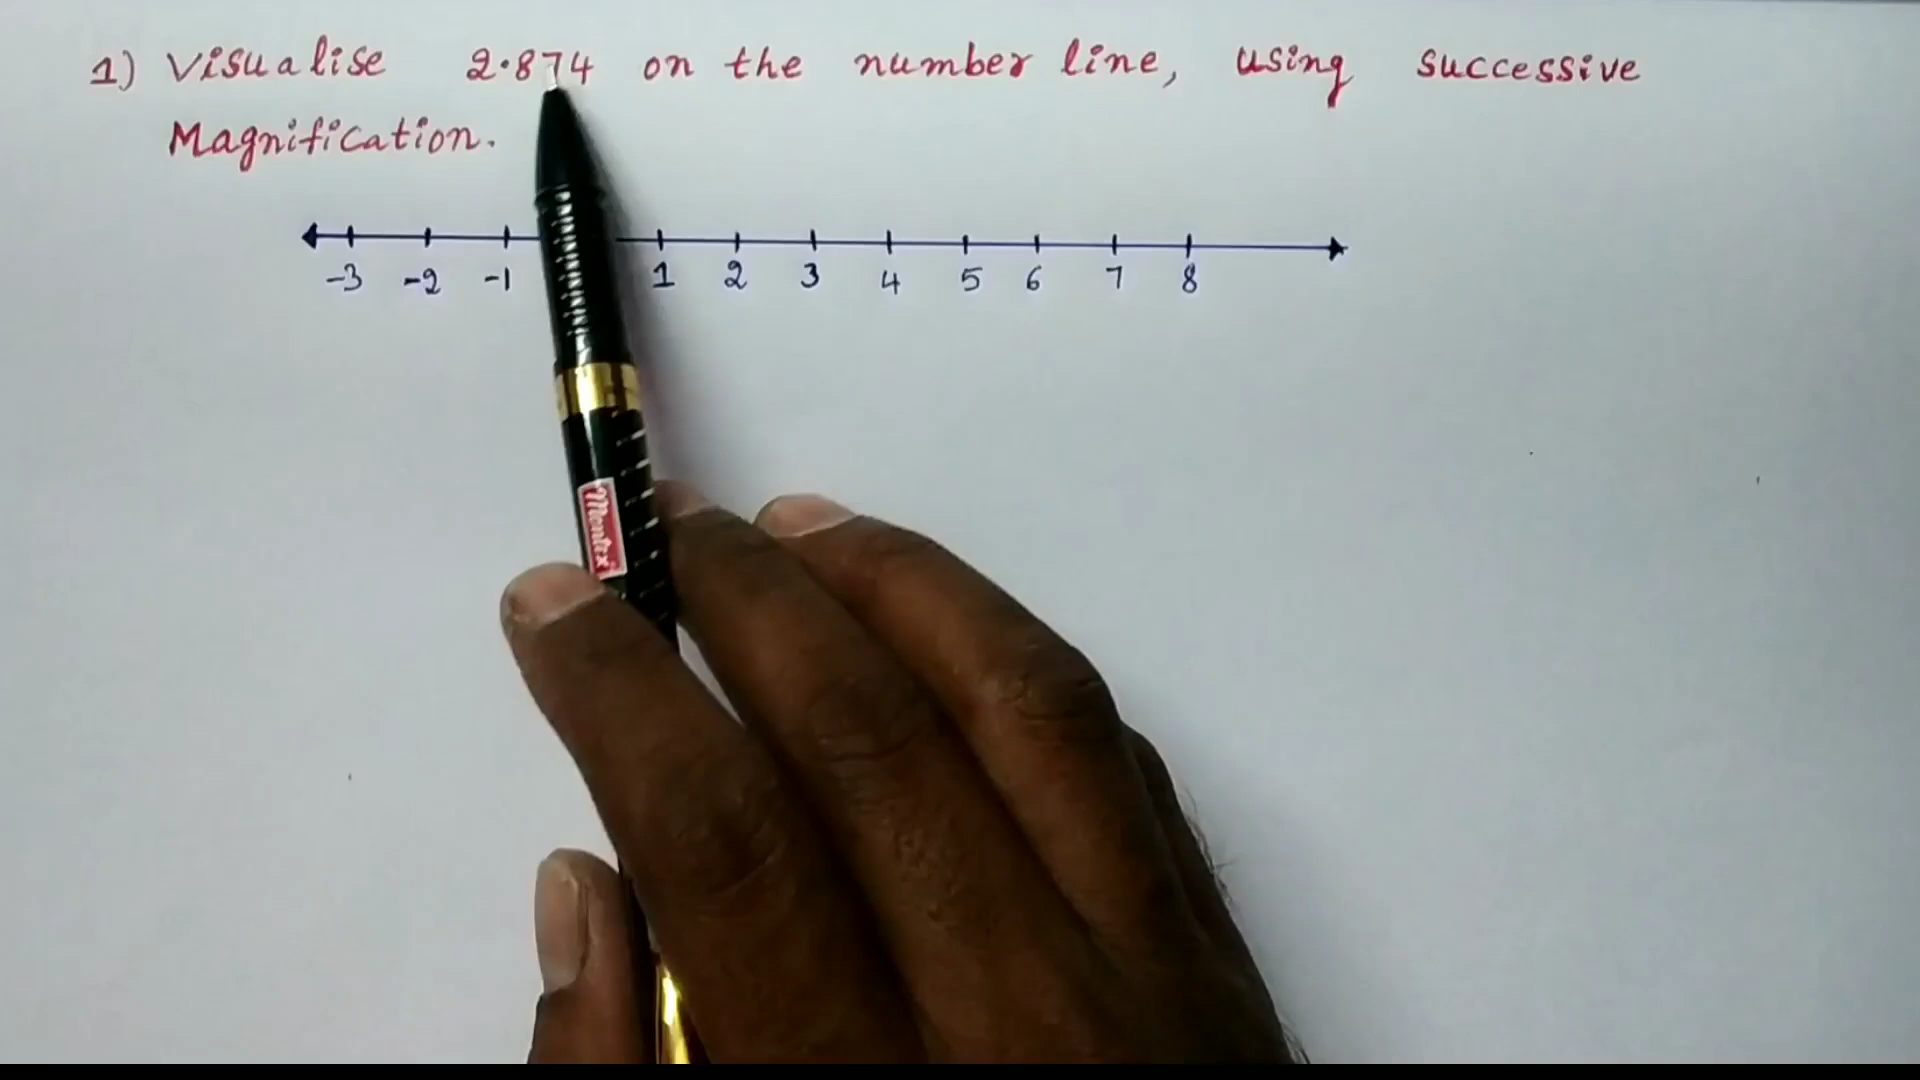 1) Visualise 2.874 on the number line, using successive
Magnification.
-3 -2 -1 1 2 3 4 5 6 7 8
Montex